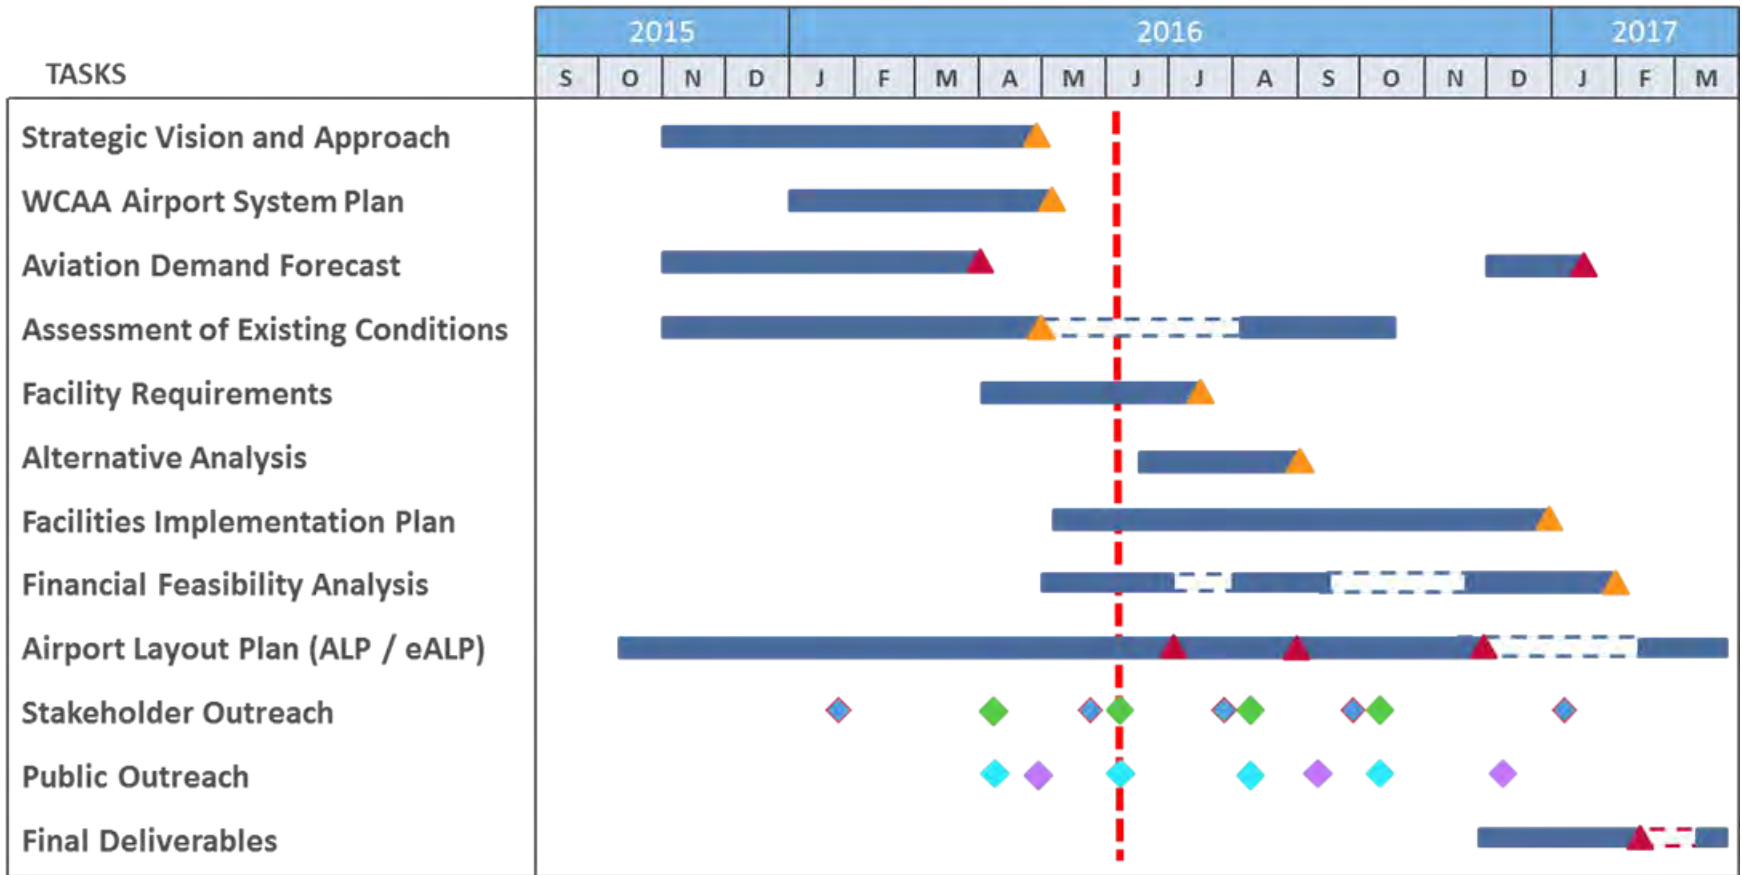 2015 2016 2017
TASKS S O N D J F M A M J J A S O N D J F M
Strategic Vision and Approach
WCAA Airport System Plan
Aviation Demand Forecast
Assessment of Existing Conditions
Facility Requirements
Alternative Analysis
Facilities Implementation Plan
Financial Feasibility Analysis
Airport Layout Plan (ALP / eALP)
Stakeholder Outreach
Public Outreach
Final Deliverables